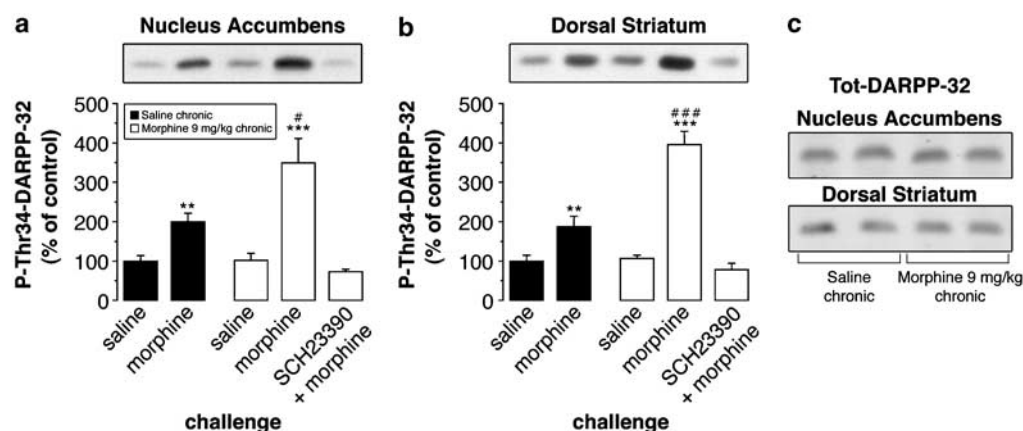 a
Nucleus Accumbens
P-Thr34-DARPP-32
(% of control)
500
400
300
200
100
0
Saline chronic
Morphine 9 mg/kg chronic
**
#
***
saline
morphine
saline
morphine
SCH23390
+ morphine
challenge
b
Dorsal Striatum
P-Thr34-DARPP-32
(% of control)
500
400
300
200
100
0
**
###
***
saline
morphine
saline
morphine
SCH23390
+ morphine
challenge
c
Tot-DARPP-32
Nucleus Accumbens
Dorsal Striatum
Saline
chronic
Morphine 9 mg/kg
chronic